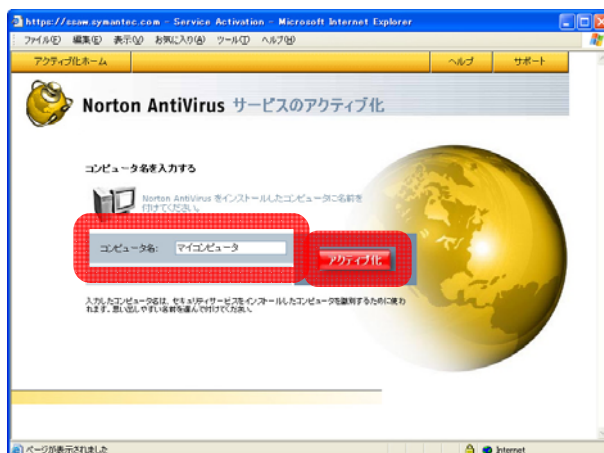 https://ssaw.symantec.com - Service Activation - Microsoft Internet Explorer
ファイル(F) 編集(E) 表示(V) お気に入り(A) ツール(T) ヘルプ(H)
アクティブ化ホーム ヘルプ サポート
Norton AntiVirus サービスのアクティブ化
コンピュータ名を入力する
Norton AntiVirus をインストールしたコンピュータに名前を
付けてください。
コンピュータ名: マイコンピュータ
アクティブ化
入力したコンピュータ名は、セキュリティサービスをインストールしたコンピュータを識別するために使わ
れます。思い出しやすい名前を選んで付けてください。
ページが表示されました Internet